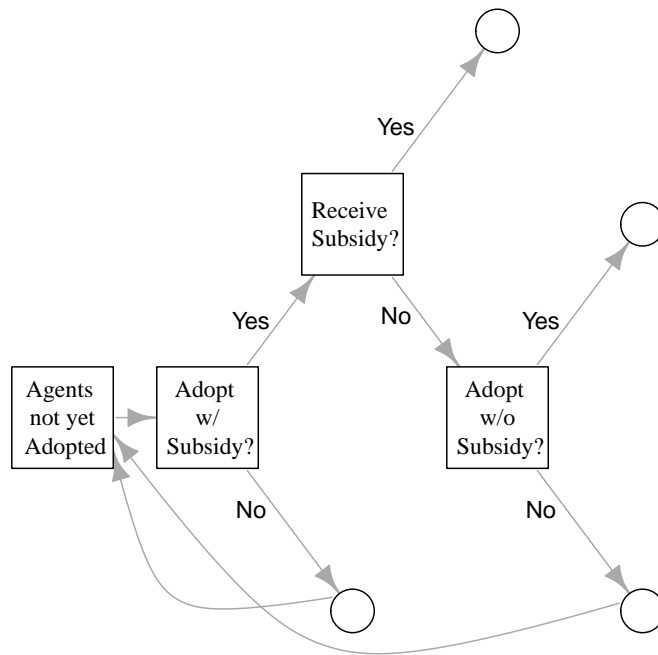 Yes
Receive
Subsidy?
Yes
No
Yes
Agents
not yet
Adopted
Adopt
w/
Subsidy?
Adopt
w/o
Subsidy?
No
No